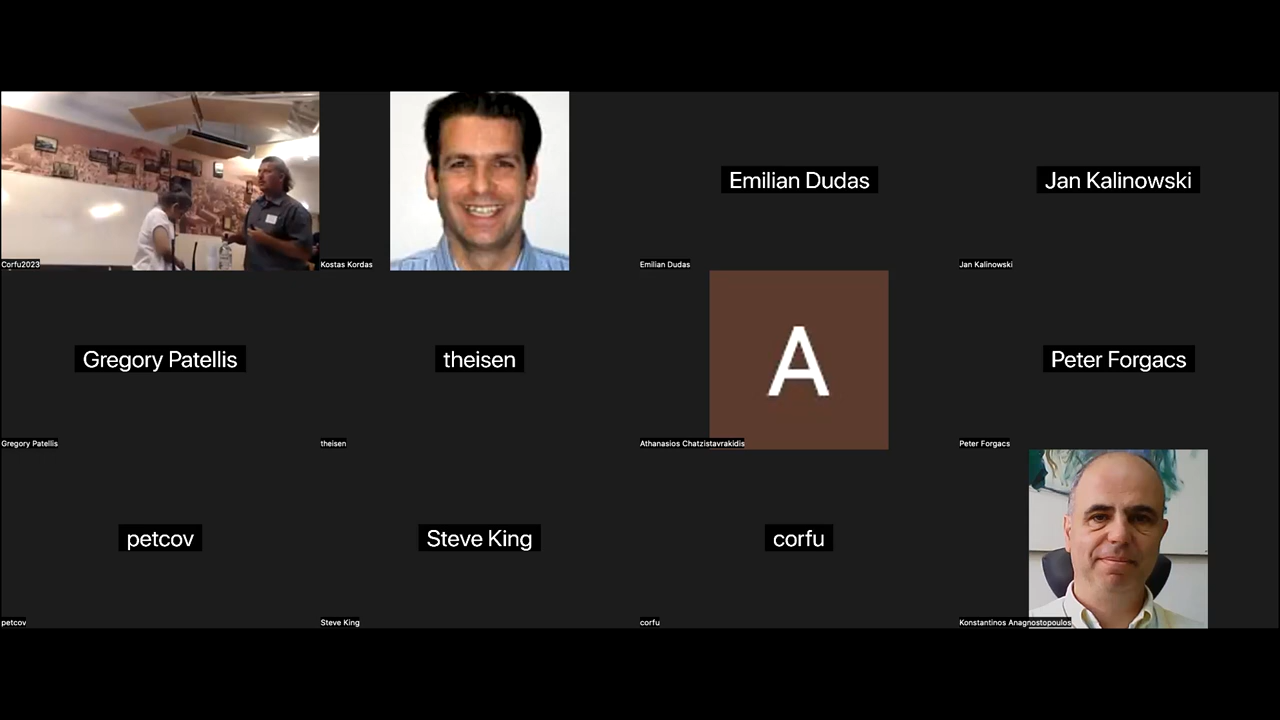 Corfu2023
Kostas Kordas
Emilian Dudas
Emilian Dudas
Jan Kalinowski
Jan Kalinowski
Gregory Patellis
Gregory Patellis
theisen
theisen
A
Athanasios Chatzistavrakidis
Peter Forgacs
Peter Forgacs
petcov
petcov
Steve King
Steve King
corfu
corfu
Konstantinos Anagnostopoulos